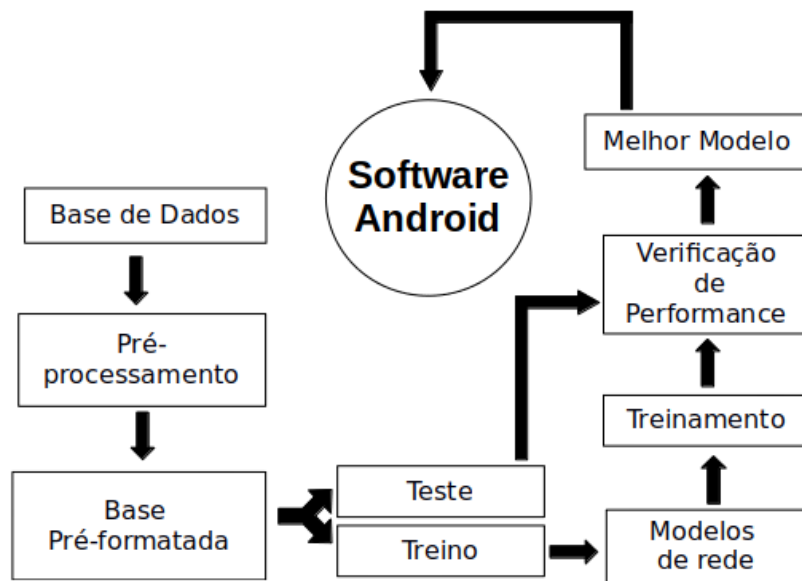 Base de Dados
Pré-
processamento
Base
Pré-formatada
Teste
Treino
Modelos
de rede
Treinamento
Verificação
de
Performance
Melhor Modelo
Software
Android